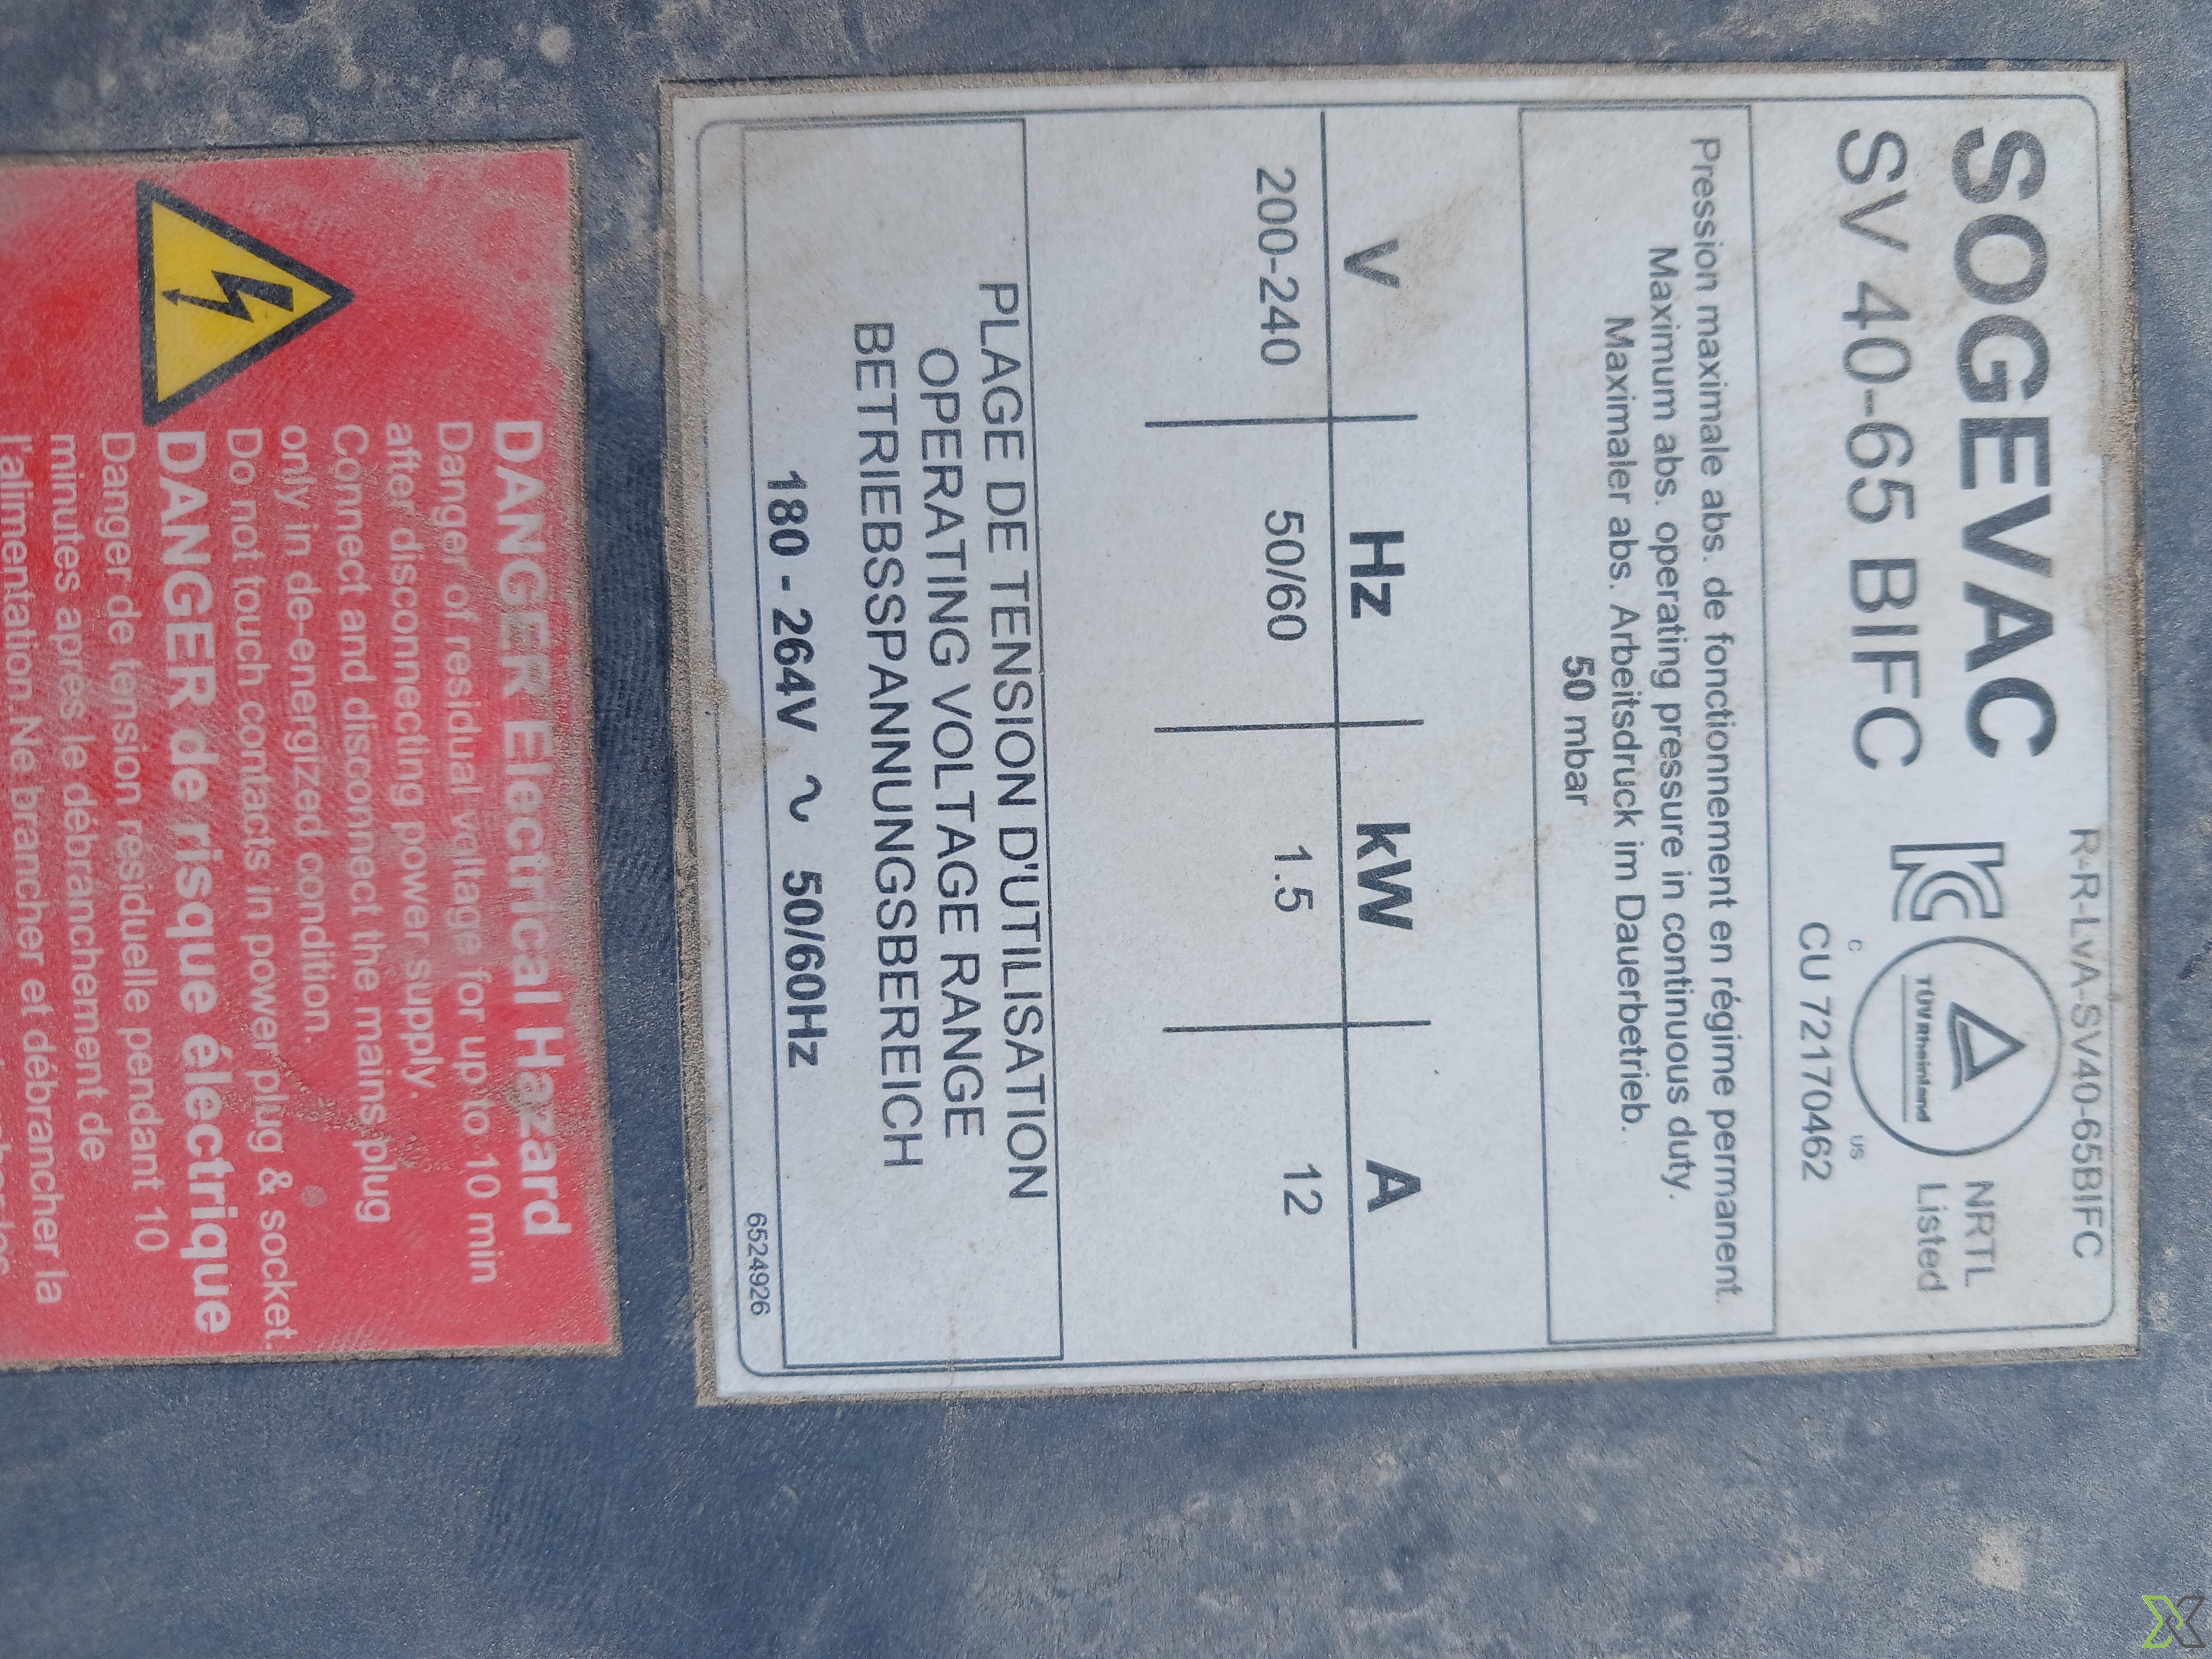 R-R-LvA-SV40-65BIFC
SOGEVAC
SV 40-65 BIFC
TÜVRheinland
C
US
NRTL
Listed
CU 72170462
Pression maximale abs. de fonctionnement en régime permanent.
Maximum abs. operating pressure in continuous duty.
Maximaler abs. Arbeitsdruck im Dauerbetrieb.
50 mbar
V Hz kW A
200-240 50/60 1.5 12
PLAGE DE TENSION D'UTILISATION
OPERATING VOLTAGE RANGE
BETRIEBSSPANNUNGSBEREICH
180 - 264V ∿ 50/60Hz
6524926
DANGER Electrical Hazard
Danger of residual voltage for up to 10 min
after disconnecting power supply.
Connect and disconnect the mains plug
only in de-energized condition.
Do not touch contacts in power plug & socket.
DANGER de risque électrique
Danger de tension résiduelle pendant 10
minutes après le débranchement de
l'alimentation.Ne brancher et débrancher la